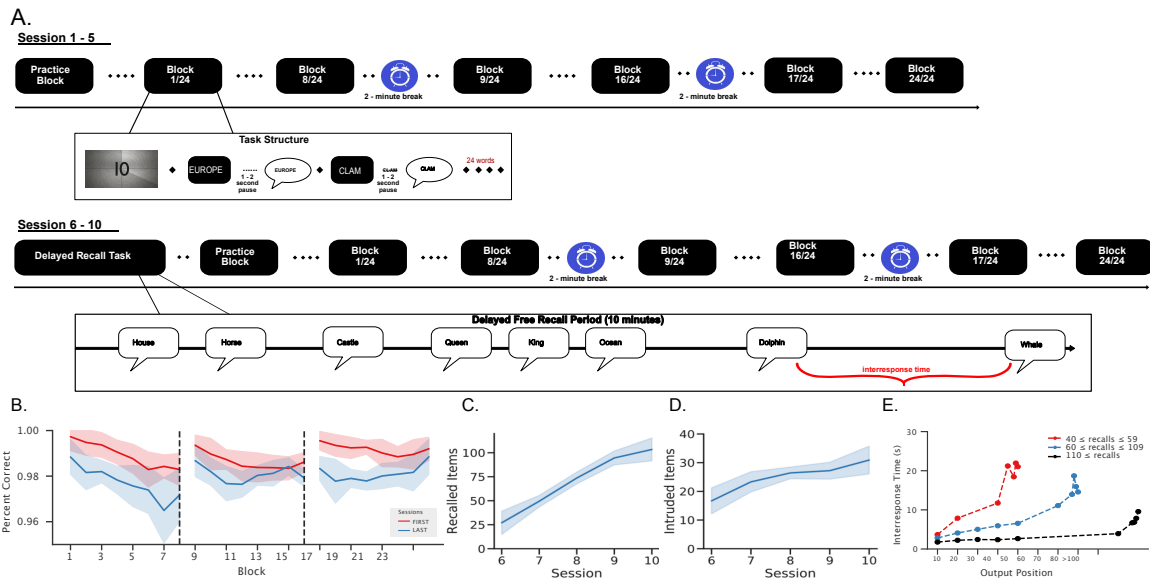 A.
Session 1 - 5
Practice Block
Block 1/24
Block 8/24
2 - minute break
Block 9/24
Block 16/24
2 - minute break
Block 17/24
Block 24/24
Task Structure
10
EUROPE
1 - 2 second pause
EUROPE
CLAM
CLAM
1 - 2 second pause
CLAM
24 words
Session 6 - 10
Delayed Recall Task
Practice Block
Block 1/24
Block 8/24
2 - minute break
Block 9/24
Block 16/24
2 - minute break
Block 17/24
Block 24/24
Delayed Free Recall Period (10 minutes)
House
Horse
Castle
Queen
King
Ocean
Dolphin
Whale
interresponse time
B.
Percent Correct
1.00
0.98
0.96
1 3 5 7 9 11 13 15 17 19 21 23
Block
Sessions
FIRST
LAST
C.
Recalled Items
100
75
50
25
0
6 7 8 9 10
Session
D.
Intruded Items
40
30
20
10
0
6 7 8 9 10
Session
E.
40 ≤ recalls ≤ 59
60 ≤ recalls ≤ 109
110 ≤ recalls
Interresponse Time (s)
30
20
10
0
10 20 30 40 50 60 70 80 >100
Output Position